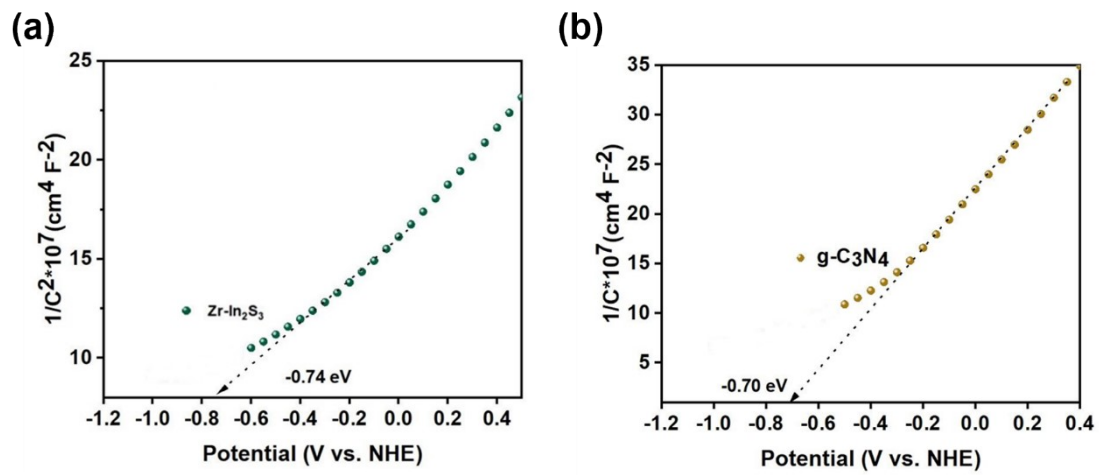 (a)
25
20
15
10
1/C2*107(cm4 F-2)
Zr-In2S3
-0.74 eV
-1.2 -1.0 -0.8 -0.6 -0.4 -0.2 0.0 0.2 0.4
Potential (V vs. NHE)
(b)
35
30
25
20
15
10
5
1/C*107(cm4 F-2)
g-C3N4
-0.70 eV
-1.2 -1.0 -0.8 -0.6 -0.4 -0.2 0.0 0.2 0.4
Potential (V vs. NHE)